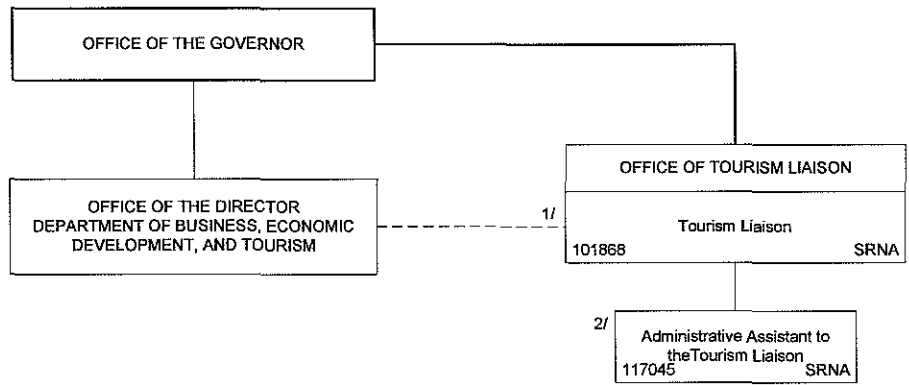 OFFICE OF THE GOVERNOR
OFFICE OF TOURISM LIAISON
OFFICE OF THE DIRECTOR
DEPARTMENT OF BUSINESS, ECONOMIC
DEVELOPMENT, AND TOURISM
1/
Tourism Liaison
101868 SRNA
2/
Administrative Assistant to
theTourism Liaison
117045 SRNA